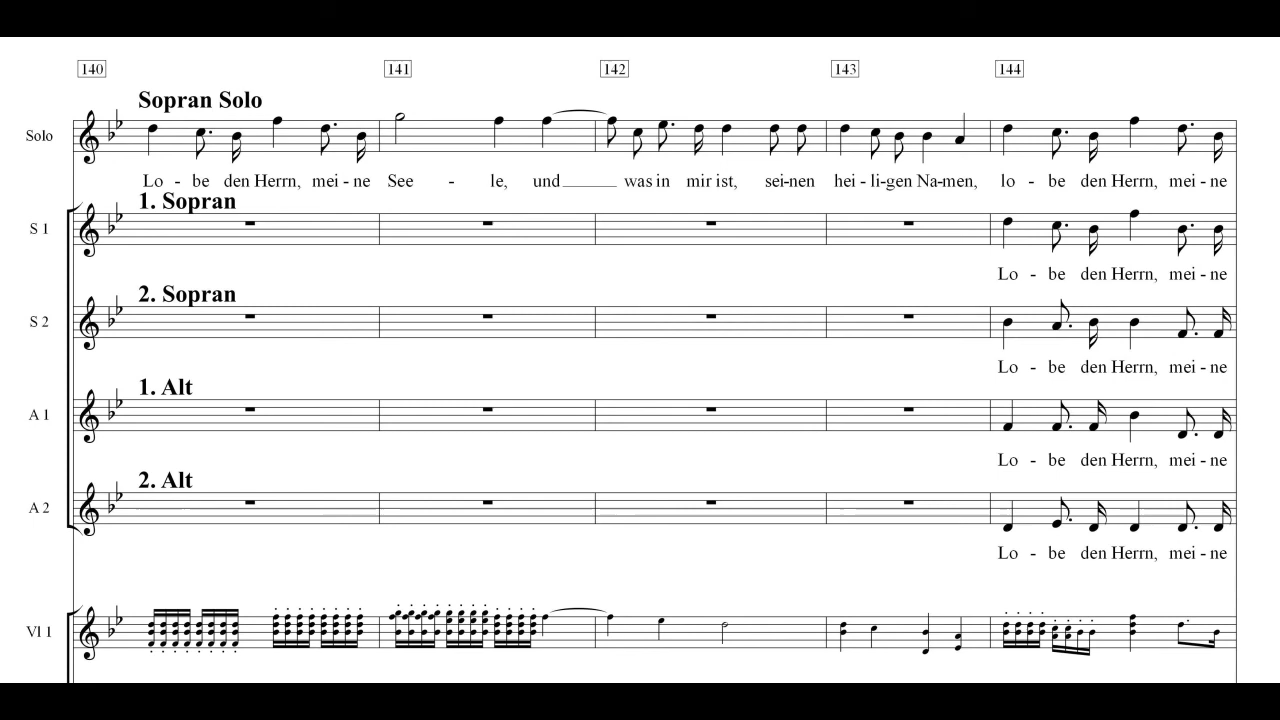 140 141 142 143 144
Sopran Solo
Solo
Lo - be den Herrn, mei - ne See - le, und was in mir ist, sei-nen hei - li-gen Na-men, lo - be den Herrn, mei - ne
1. Sopran
S 1
Lo - be den Herrn, mei - ne
2. Sopran
S 2
Lo - be den Herrn, mei - ne
1. Alt
A 1
Lo - be den Herrn, mei - ne
2. Alt
A 2
Lo - be den Herrn, mei - ne
Vl 1